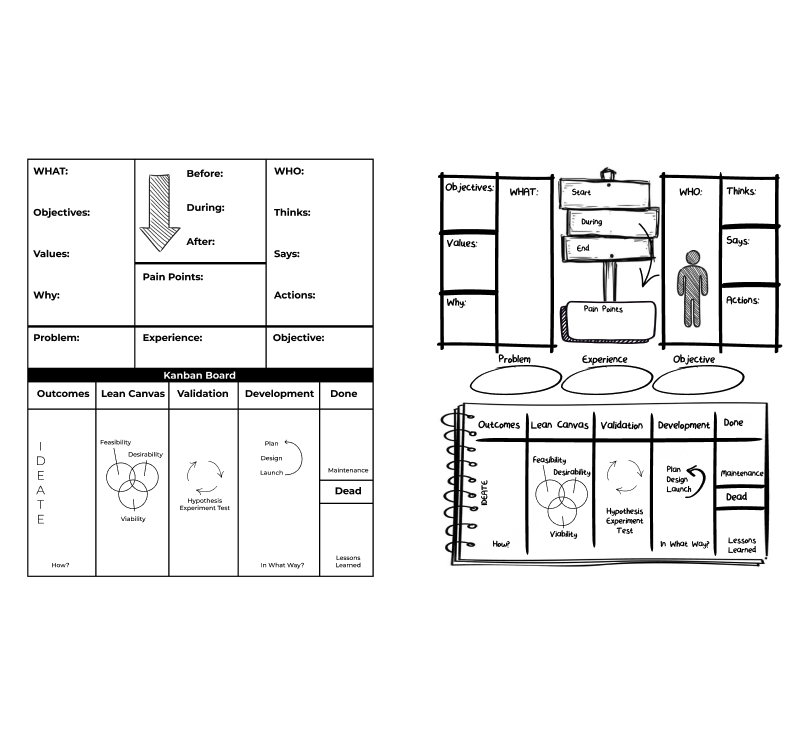 WHAT:
Objectives:
Values:
Why:
Before:
During:
After:
Pain Points:
WHO:
Thinks:
Says:
Actions:
Problem:
Experience:
Objective:
Kanban Board
Outcomes
Lean Canvas
Validation
Development
Done
I
D
E
A
T
E
How?
Feasibility
Desirability
Viability
Hypothesis
Experiment Test
Plan
Design
Launch
In What Way?
Maintenance
Dead
Lessons
Learned
Objectives:
Values:
Why:
WHAT:
Start
During
End
Pain Points
WHO:
Thinks:
Says:
Actions:
Problem
Experience
Objective
Outcomes
Lean Canvas
Validation
Development
Done
IDEATE
How?
Feasibility
Desirability
Viability
Hypothesis
Experiment
Test
Plan
Design
Launch
In What Way?
Maintenance
Dead
Lessons
Learned